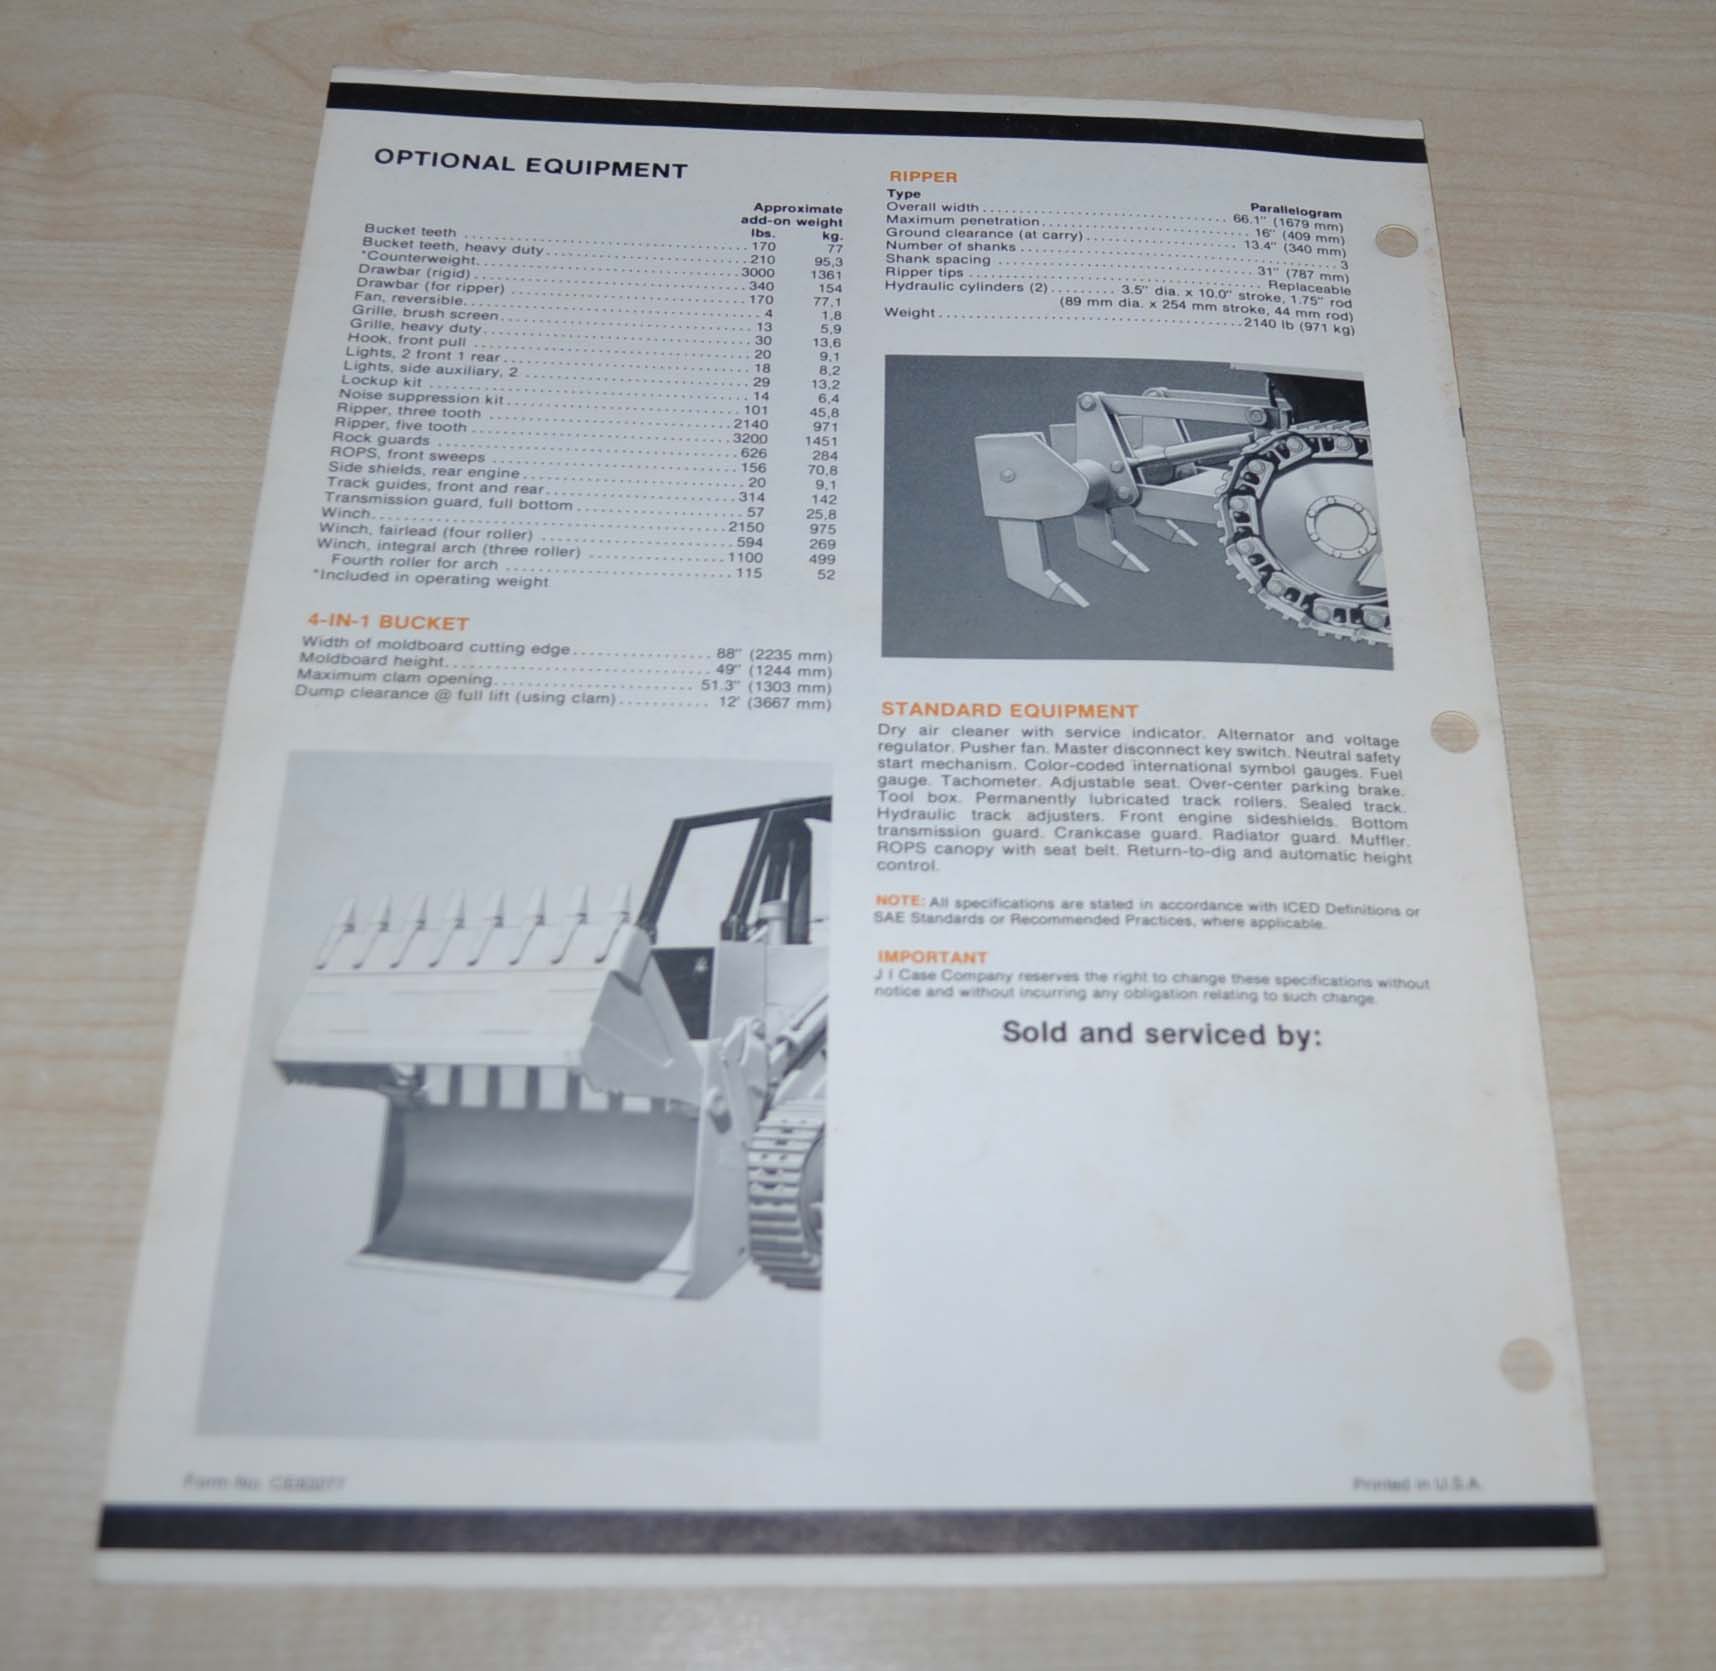 OPTIONAL EQUIPMENT
Approximate
add-on weight
lbs. kg.
Bucket teeth 170 77
Bucket teeth, heavy duty 210 95,3
*Counterweight 3000 1361
Drawbar (rigid) 340 154
Drawbar (for ripper) 170 77,1
Fan, reversible 4 1,8
Grille, brush screen 13 5,9
Grille, heavy duty 30 13,6
Hook, front pull 20 9,1
Lights, 2 front 1 rear 18 8,2
Lights, side auxiliary, 2 29 13,2
Lockup kit 14 6,4
Noise suppression kit 101 45,8
Ripper, three tooth 2140 971
Ripper, five tooth 3200 1451
Rock guards 626 284
ROPS, front sweeps 156 70,8
Side shields, rear engine 20 9,1
Track guides, front and rear 314 142
Transmission guard, full bottom 57 25,8
Winch 2150 975
Winch, fairlead (four roller) 594 269
Winch, integral arch (three roller) 1100 499
Fourth roller for arch 115 52
*Included in operating weight
4-IN-1 BUCKET
Width of moldboard cutting edge 88" (2235 mm)
Moldboard height 49" (1244 mm)
Maximum clam opening 51.3" (1303 mm)
Dump clearance @ full lift (using clam) 12' (3667 mm)
RIPPER
Type Parallelogram
Overall width 66.1" (1679 mm)
Maximum penetration 16" (409 mm)
Ground clearance (at carry) 13.4" (340 mm)
Number of shanks 3
Shank spacing 31" (787 mm)
Ripper tips Replaceable
Hydraulic cylinders (2) 3.5" dia. x 10.0" stroke, 1.75" rod
(89 mm dia. x 254 mm stroke, 44 mm rod)
Weight 2140 lb (971 kg)
STANDARD EQUIPMENT
Dry air cleaner with service indicator. Alternator and voltage
regulator. Pusher fan. Master disconnect key switch. Neutral safety
start mechanism. Color-coded international symbol gauges. Fuel
gauge. Tachometer. Adjustable seat. Over-center parking brake.
Tool box. Permanently lubricated track rollers. Sealed track.
Hydraulic track adjusters. Front engine sideshields. Bottom
transmission guard. Crankcase guard. Radiator guard. Muffler.
ROPS canopy with seat belt. Return-to-dig and automatic height
control.
NOTE: All specifications are stated in accordance with ICED Definitions or
SAE Standards or Recommended Practices, where applicable.
IMPORTANT
J I Case Company reserves the right to change these specifications without
notice and without incurring any obligation relating to such change.
Sold and serviced by:
Form No.
Printed in U.S.A.